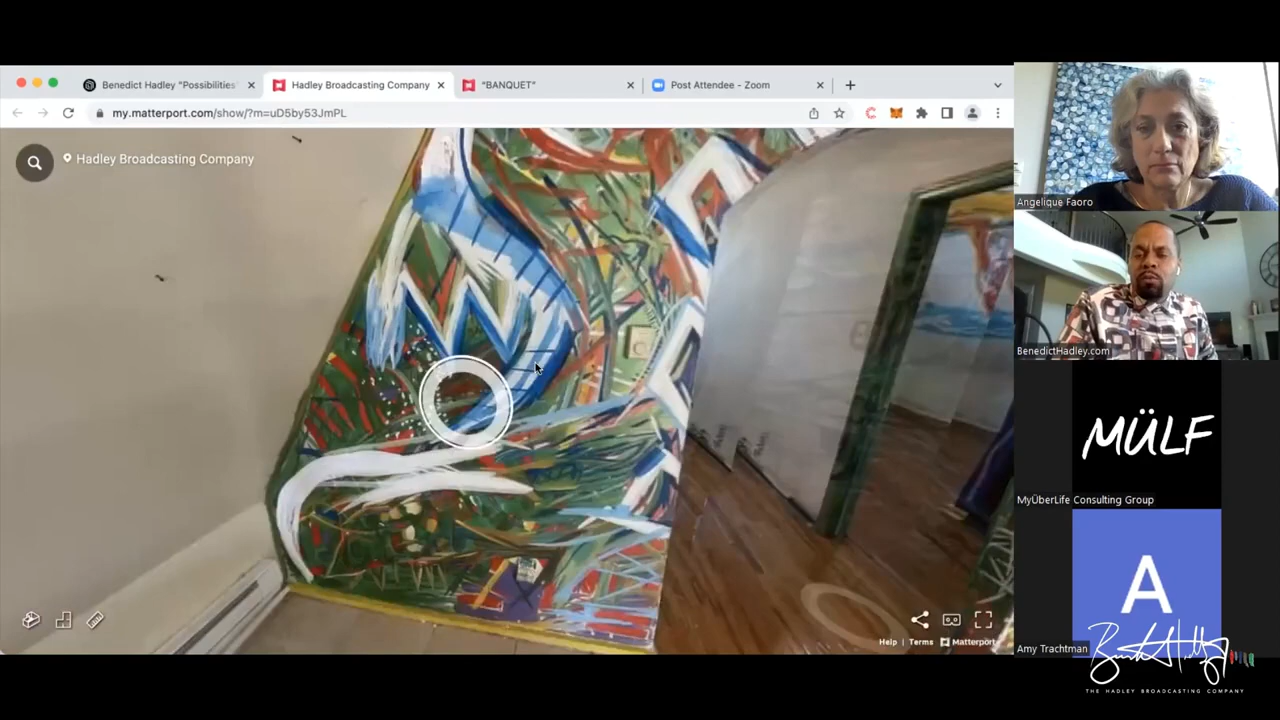 Benedict Hadley "Possibilities"
Hadley Broadcasting Company
"BANQUET"
Post Attendee - Zoom
my.matterport.com/show/?m=uD5by53JmPL
Hadley Broadcasting Company
Help | Terms
Matterport
Angelique Faoro
BenedictHadley.com
MÜLF
MyÜberLife Consulting Group
A
Amy Trachtman
THE HADLEY BROADCASTING COMPANY